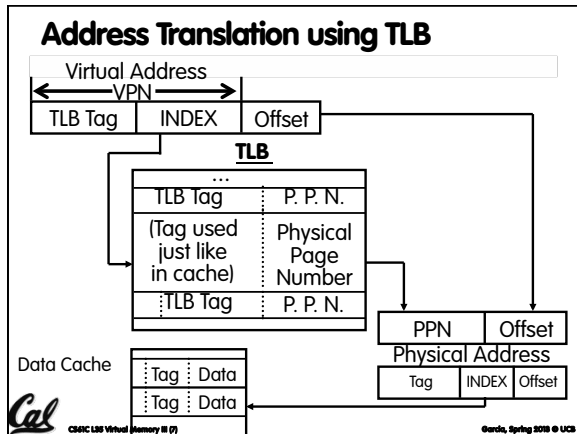 Address Translation using TLB
Virtual Address
VPN
TLB Tag INDEX Offset
TLB
...
TLB Tag P. P. N.
(Tag used
just like
in cache)
Physical
Page
Number
TLB Tag P. P. N.
PPN Offset
Physical Address
Tag INDEX Offset
Data Cache
Tag Data
Tag Data
Cal
CS61C L35 Virtual Memory III (7)
Garcia, Spring 2013 © UCB